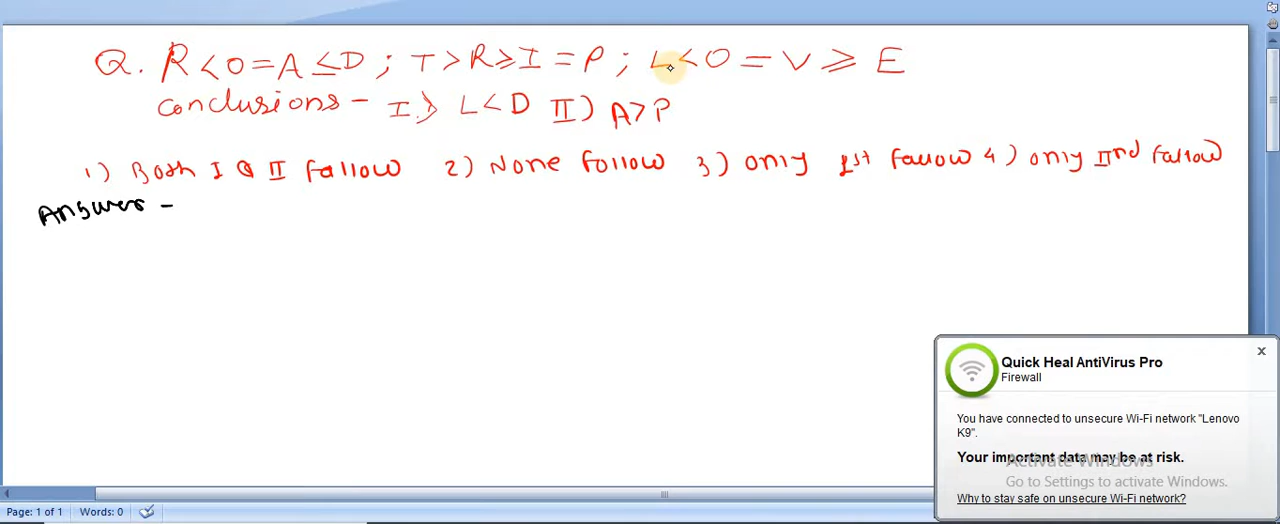 Q. R < O = A ≤ D ; T > R ≥ I = P ; L < O = V ≥ E
Conclusions - I.) L < D II) A > P
1) Both I & II follow 2) None follow 3) only Ist follow 4) only IInd follow
Answer -
Quick Heal AntiVirus Pro
Firewall
You have connected to unsecure Wi-Fi network "Lenovo
K9".
Your important data may be at risk.
Activate Windows
Go to Settings to activate Windows.
Why to stay safe on unsecure Wi-Fi network?
Page: 1 of 1 Words: 0